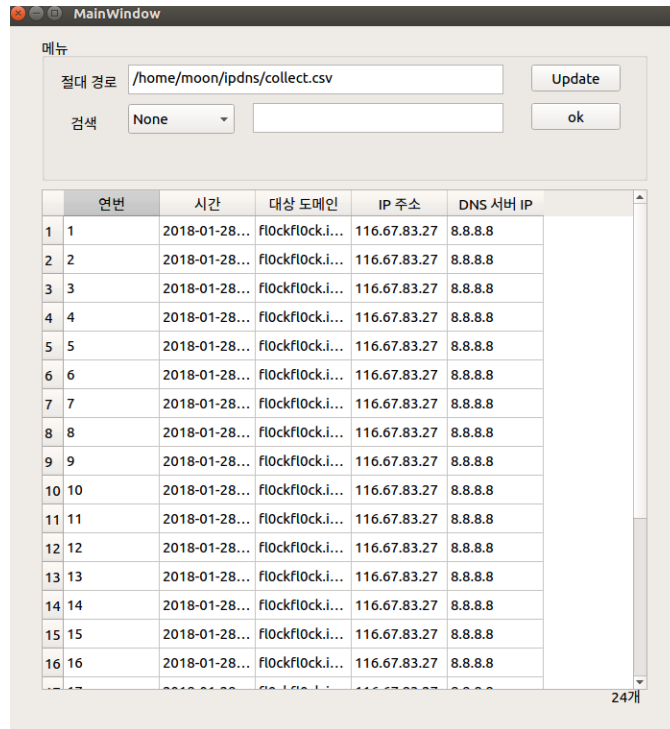 MainWindow
메뉴
절대 경로 /home/moon/ipdns/collect.csv Update
검색 None ok
연번 시간 대상 도메인 IP 주소 DNS 서버 IP
1 1 2018-01-28... fl0ckfl0ck.i... 116.67.83.27 8.8.8.8
2 2 2018-01-28... fl0ckfl0ck.i... 116.67.83.27 8.8.8.8
3 3 2018-01-28... fl0ckfl0ck.i... 116.67.83.27 8.8.8.8
4 4 2018-01-28... fl0ckfl0ck.i... 116.67.83.27 8.8.8.8
5 5 2018-01-28... fl0ckfl0ck.i... 116.67.83.27 8.8.8.8
6 6 2018-01-28... fl0ckfl0ck.i... 116.67.83.27 8.8.8.8
7 7 2018-01-28... fl0ckfl0ck.i... 116.67.83.27 8.8.8.8
8 8 2018-01-28... fl0ckfl0ck.i... 116.67.83.27 8.8.8.8
9 9 2018-01-28... fl0ckfl0ck.i... 116.67.83.27 8.8.8.8
10 10 2018-01-28... fl0ckfl0ck.i... 116.67.83.27 8.8.8.8
11 11 2018-01-28... fl0ckfl0ck.i... 116.67.83.27 8.8.8.8
12 12 2018-01-28... fl0ckfl0ck.i... 116.67.83.27 8.8.8.8
13 13 2018-01-28... fl0ckfl0ck.i... 116.67.83.27 8.8.8.8
14 14 2018-01-28... fl0ckfl0ck.i... 116.67.83.27 8.8.8.8
15 15 2018-01-28... fl0ckfl0ck.i... 116.67.83.27 8.8.8.8
16 16 2018-01-28... fl0ckfl0ck.i... 116.67.83.27 8.8.8.8
24개